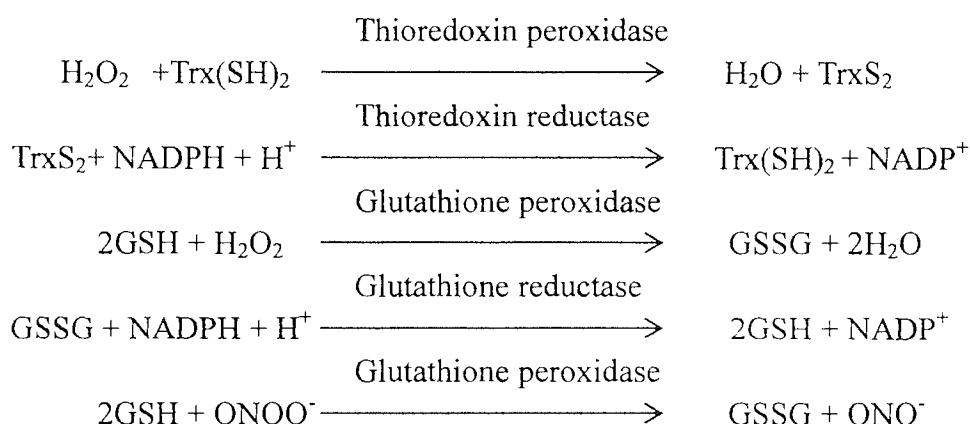 Thioredoxin peroxidase
H₂O₂ +Trx(SH)₂ ⟶ H₂O + TrxS₂
Thioredoxin reductase
TrxS₂+ NADPH + H⁺ ⟶ Trx(SH)₂ + NADP⁺
Glutathione peroxidase
2GSH + H₂O₂ ⟶ GSSG + 2H₂O
Glutathione reductase
GSSG + NADPH + H⁺ ⟶ 2GSH + NADP⁺
Glutathione peroxidase
2GSH + ONOO⁻ ⟶ GSSG + ONO⁻